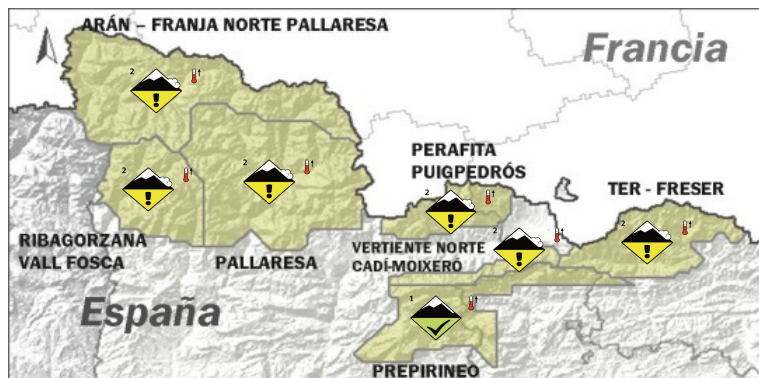 ARÁN – FRANJA NORTE PALLARESA
Francia
2
2
2
PERAFITA
PUIGPEDRÓS
2
TER - FRESER
2
RIBAGORZANA
VALL FOSCA
PALLARESA
VERTIENTE NORTE
CADÍ-MOIXERÓ
2
España
1
PREPIRINEO